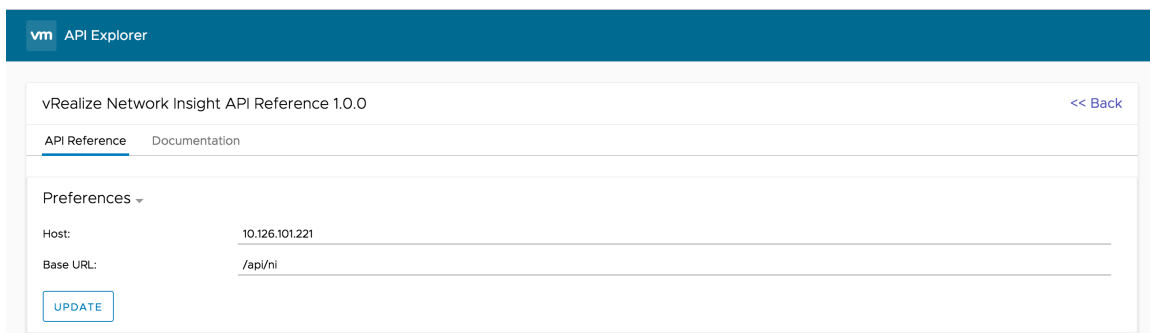 vm API Explorer
vRealize Network Insight API Reference 1.0.0 << Back
API Reference Documentation
Preferences
Host: 10.126.101.221
Base URL: /api/ni
UPDATE